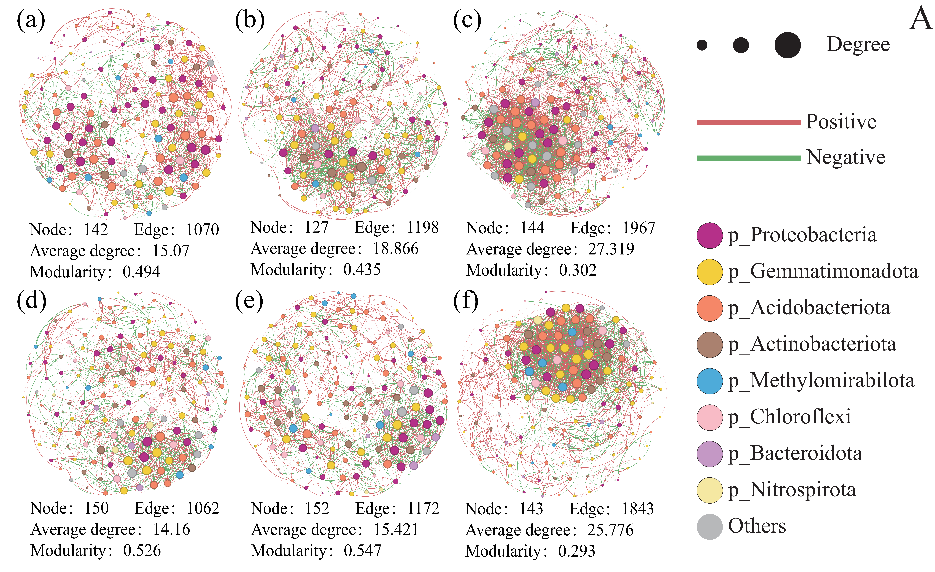 (a)
(b)
(c)
A
Degree
Positive
Negative
Node: 142 Edge: 1070
Average degree: 15.07
Modularity: 0.494
Node: 127 Edge: 1198
Average degree: 18.866
Modularity: 0.435
Node: 144 Edge: 1967
Average degree: 27.319
Modularity: 0.302
p_Proteobacteria
p_Gemmatimonadota
p_Acidobacteriota
p_Actinobacteriota
p_Methylomirabilota
p_Chloroflexi
p_Bacteroidota
p_Nitrospirota
Others
(d)
(e)
(f)
Node: 150 Edge: 1062
Average degree: 14.16
Modularity: 0.526
Node: 152 Edge: 1172
Average degree: 15.421
Modularity: 0.547
Node: 143 Edge: 1843
Average degree: 25.776
Modularity: 0.293